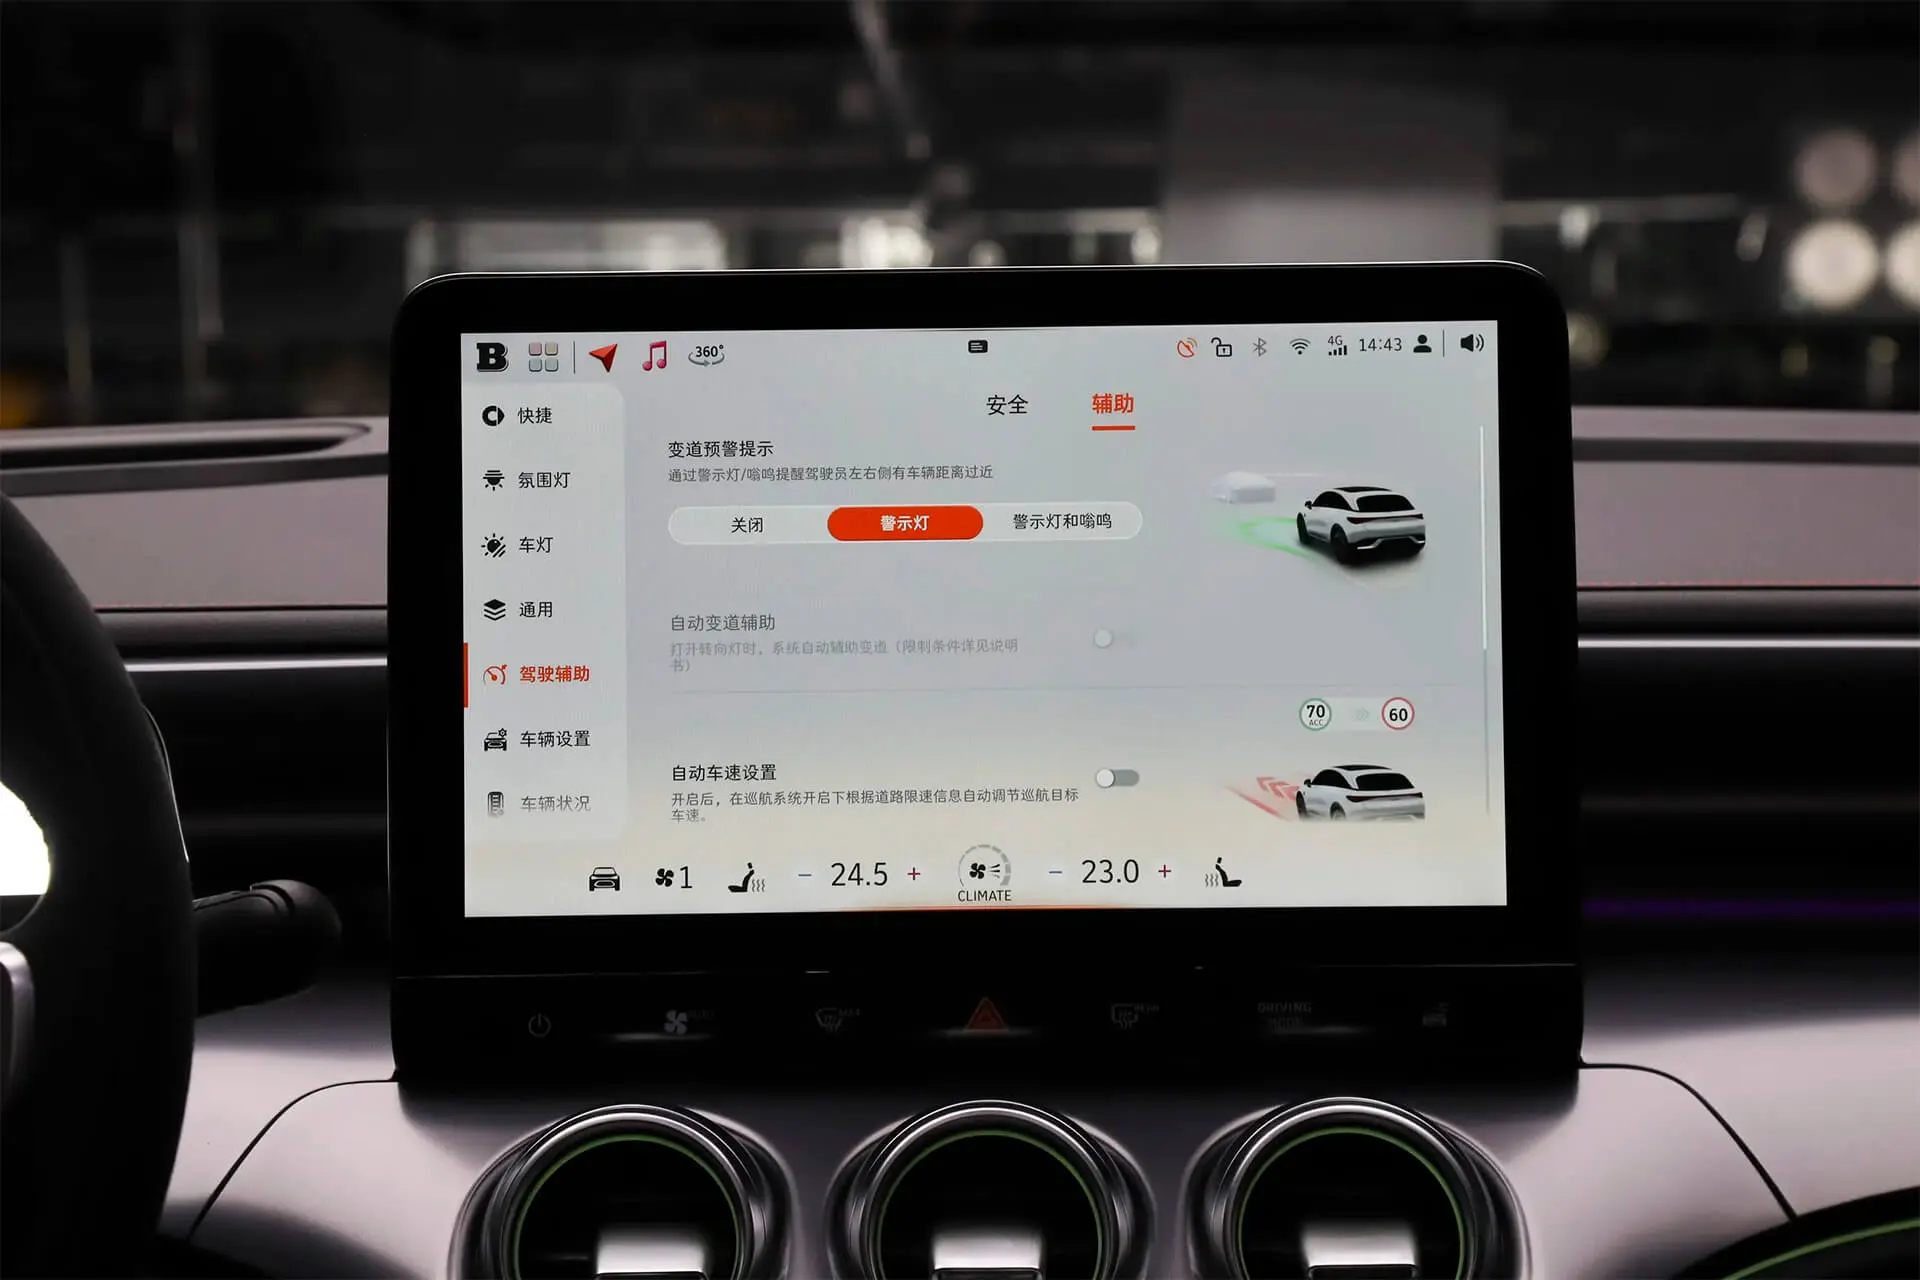 B
360°
4G
14:43
快捷
氛围灯
车灯
通用
驾驶辅助
车辆设置
车辆状况
安全
辅助
变道预警提示
通过警示灯/嗡鸣提醒驾驶员左右侧有车辆距离过近
关闭
警示灯
警示灯和嗡鸣
自动变道辅助
打开转向灯时，系统自动辅助变道（限制条件详见说明
书）
70
ACC
60
自动车速设置
开启后，在巡航系统开启下根据道路限速信息自动调节巡航目标
车速。
1
− 24.5 +
CLIMATE
− 23.0 +
AUTO
MAX
REAR
DRIVING
MODE